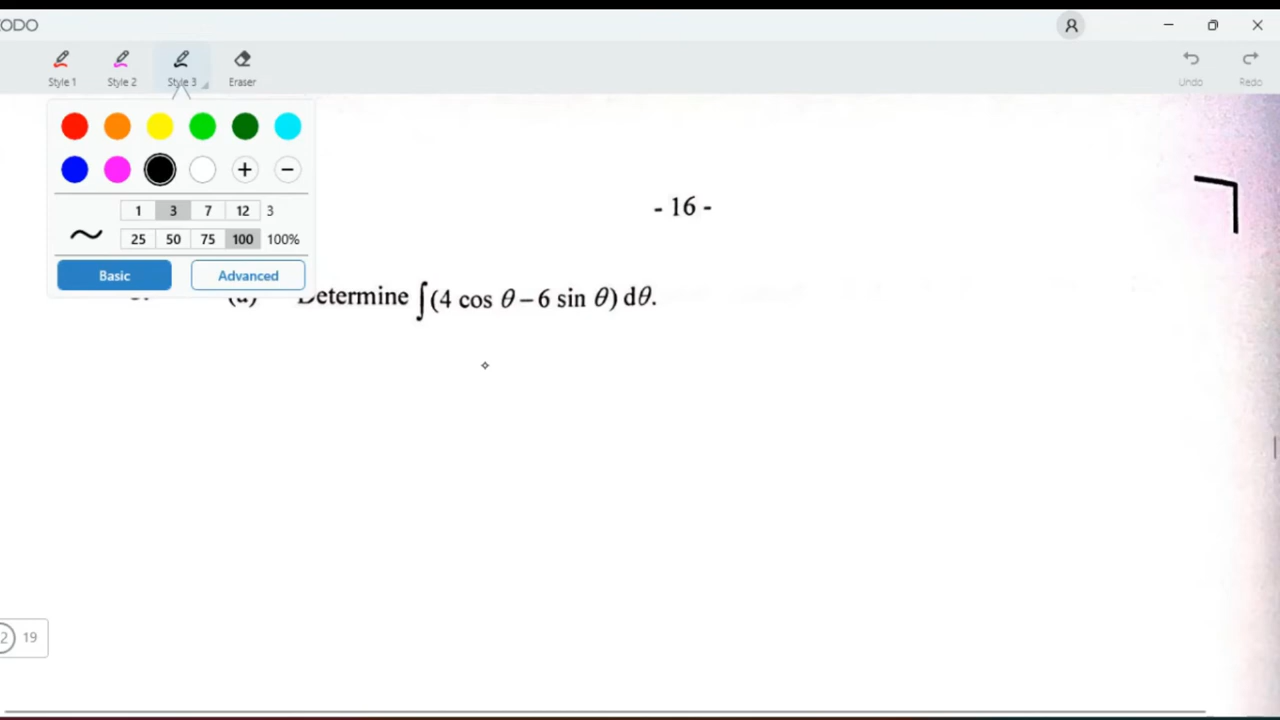 ODO
Style 1 Style 2 Style 3 Eraser Undo Redo
1 3 7 12 3
25 50 75 100 100%
Basic Advanced
- 16 -
(a) Determine ∫(4 cos θ – 6 sin θ) dθ.
2 19